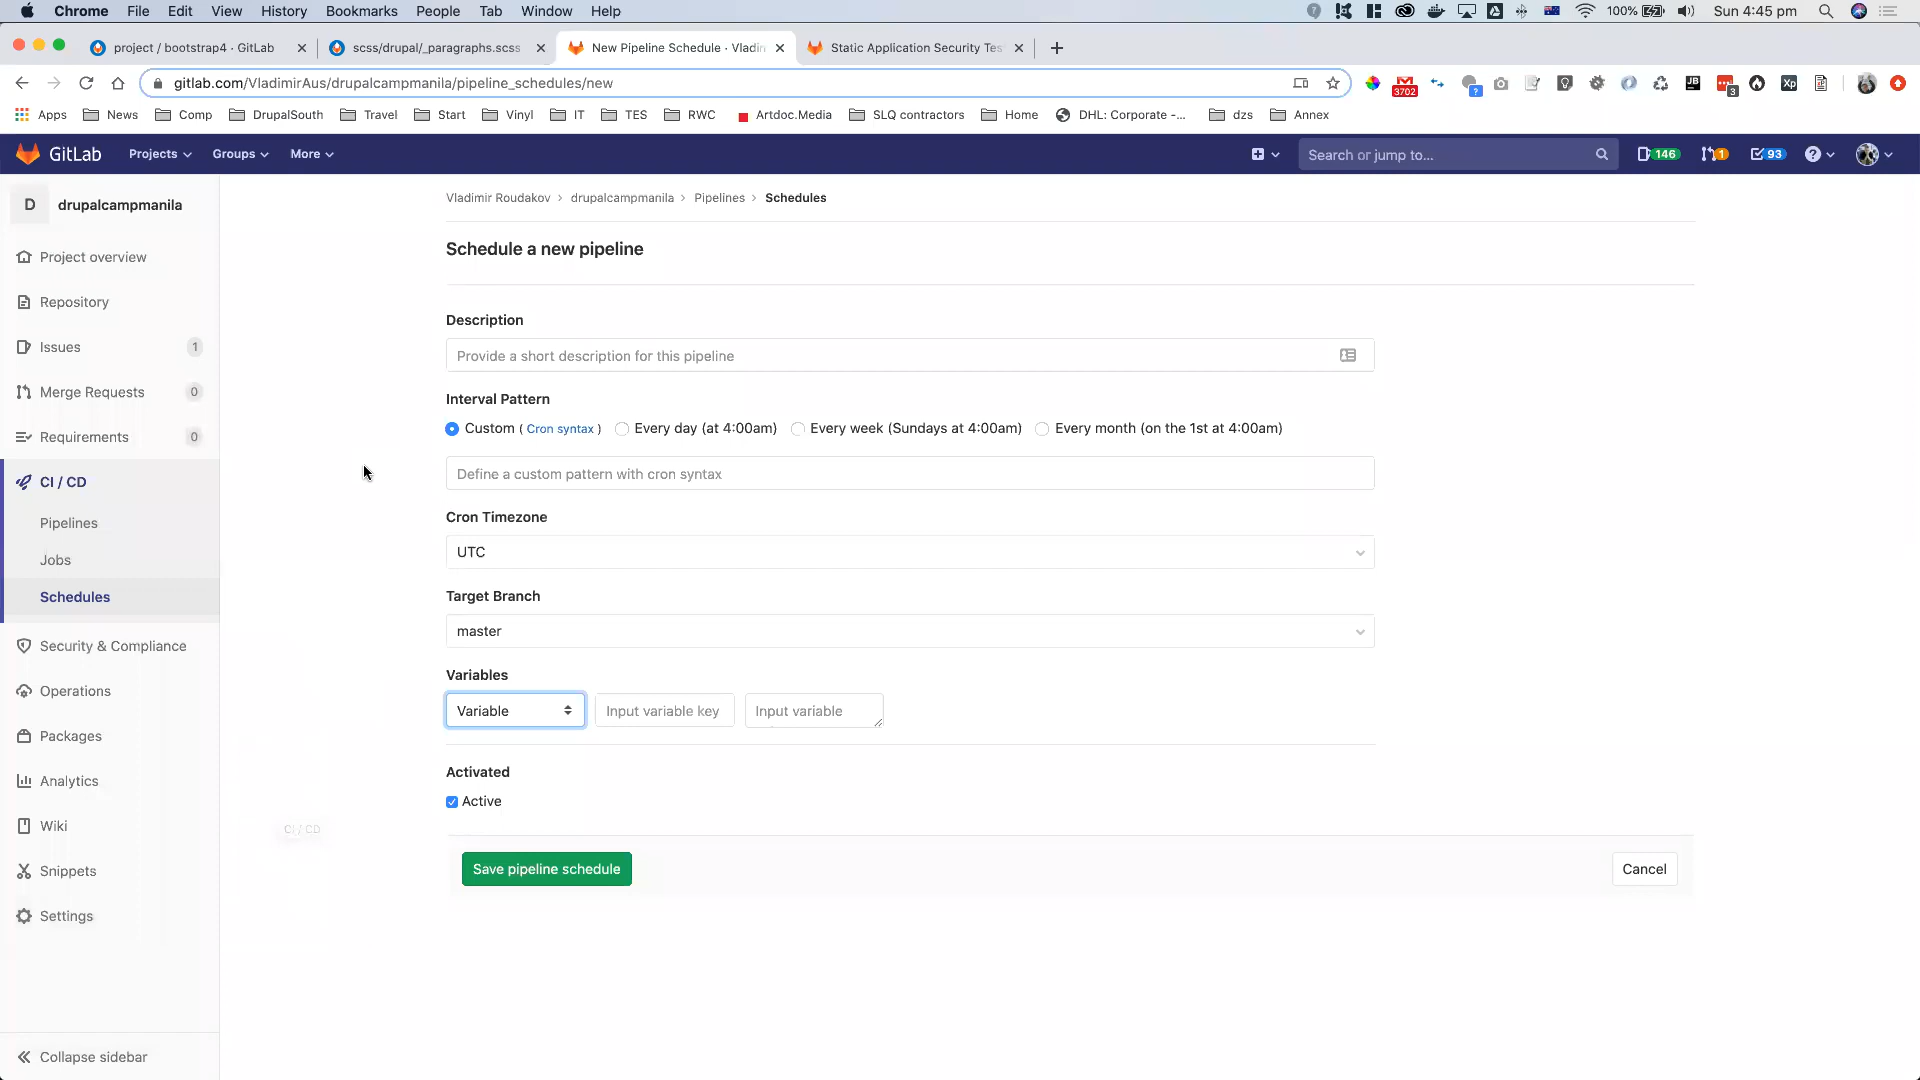 Chrome File Edit View History Bookmarks People Tab Window Help 100% Sun 4:45 pm
project / bootstrap4 · GitLab scss/drupal/_paragraphs.scss New Pipeline Schedule · Vladim Static Application Security Tes
gitlab.com/VladimirAus/drupalcampmanila/pipeline_schedules/new 3702 ? JB 3 Xp
Apps News Comp DrupalSouth Travel Start Vinyl IT TES RWC Artdoc.Media SLQ contractors Home DHL: Corporate -... dzs Annex
GitLab Projects Groups More Search or jump to... 146 1 93
D drupalcampmanila
Vladimir Roudakov > drupalcampmanila > Pipelines > Schedules
Schedule a new pipeline
Project overview
Repository
Issues 1
Merge Requests 0
Requirements 0
CI / CD
Pipelines
Jobs
Schedules
Security & Compliance
Operations
Packages
Analytics
Wiki
Snippets
Settings
Collapse sidebar
Description
Provide a short description for this pipeline
Interval Pattern
Custom ( Cron syntax ) Every day (at 4:00am) Every week (Sundays at 4:00am) Every month (on the 1st at 4:00am)
Define a custom pattern with cron syntax
Cron Timezone
UTC
Target Branch
master
Variables
Variable Input variable key Input variable
Activated
Active
CI / CD
Save pipeline schedule Cancel